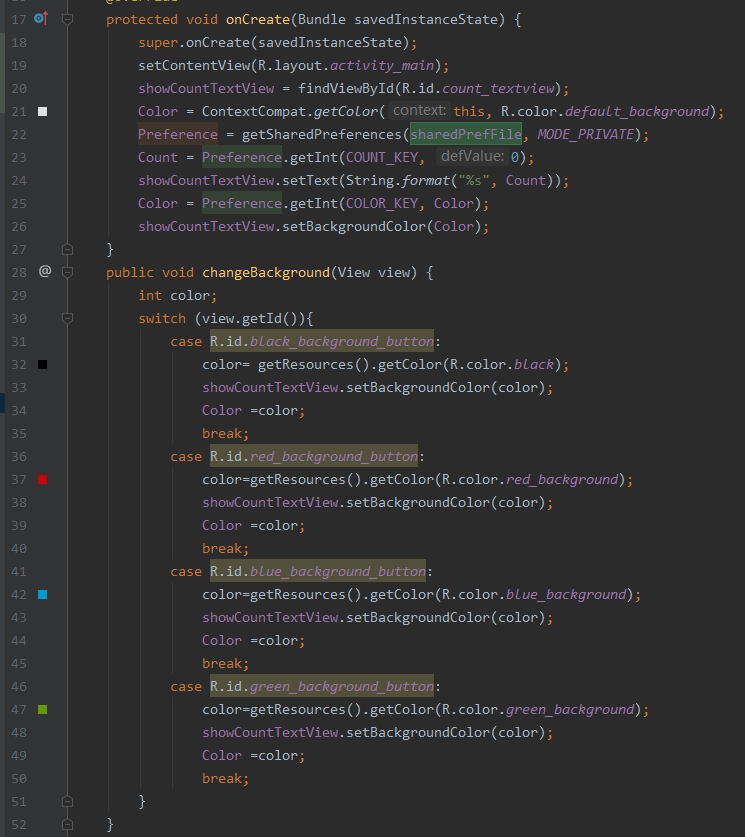 17 protected void onCreate(Bundle savedInstanceState) {
18 super.onCreate(savedInstanceState);
19 setContentView(R.layout.activity_main);
20 showCountTextView = findViewById(R.id.count_textview);
21 Color = ContextCompat.getColor( context: this, R.color.default_background);
22 Preference = getSharedPreferences(sharedPrefFile, MODE_PRIVATE);
23 Count = Preference.getInt(COUNT_KEY, defValue: 0);
24 showCountTextView.setText(String.format("%s", Count));
25 Color = Preference.getInt(COLOR_KEY, Color);
26 showCountTextView.setBackgroundColor(Color);
27 }
28 @ public void changeBackground(View view) {
29 int color;
30 switch (view.getId()){
31 case R.id.black_background_button:
32 color= getResources().getColor(R.color.black);
33 showCountTextView.setBackgroundColor(color);
34 Color =color;
35 break;
36 case R.id.red_background_button:
37 color=getResources().getColor(R.color.red_background);
38 showCountTextView.setBackgroundColor(color);
39 Color =color;
40 break;
41 case R.id.blue_background_button:
42 color=getResources().getColor(R.color.blue_background);
43 showCountTextView.setBackgroundColor(color);
44 Color =color;
45 break;
46 case R.id.green_background_button:
47 color=getResources().getColor(R.color.green_background);
48 showCountTextView.setBackgroundColor(color);
49 Color =color;
50 break;
51 }
52 }